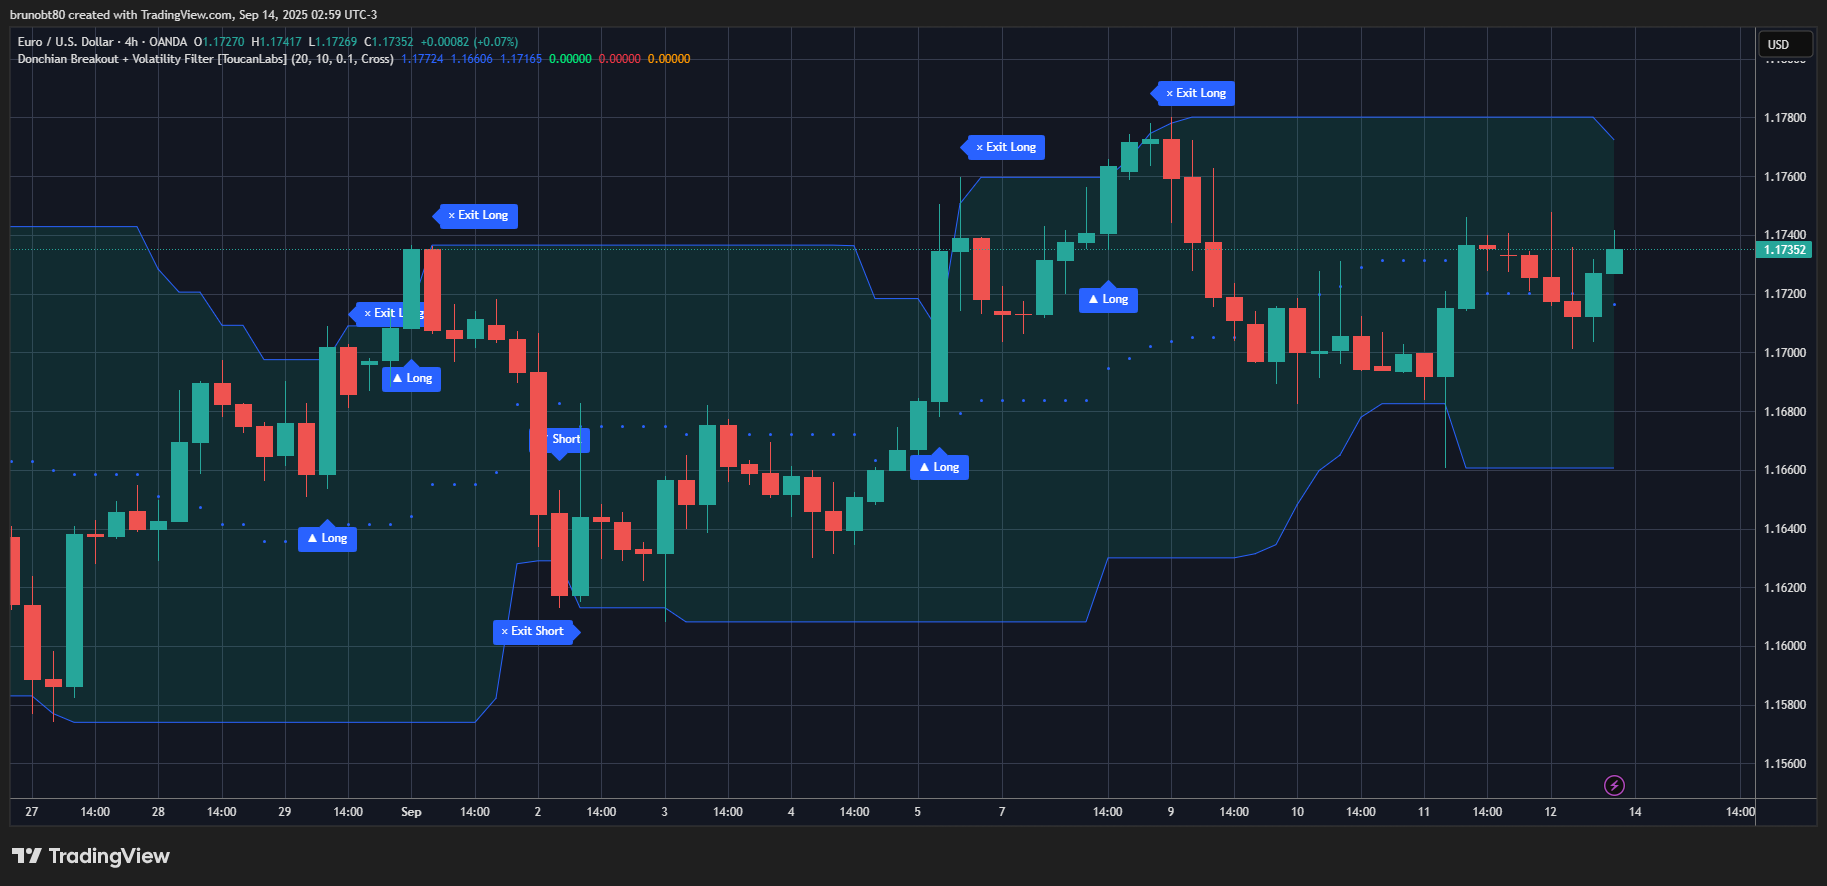 brunobt80 created with TradingView.com, Sep 14, 2025 02:59 UTC-3
Euro / U.S. Dollar · 4h · OANDA O1.17270 H1.17417 L1.17269 C1.17352 +0.00082 (+0.07%)
Donchian Breakout + Volatility Filter [ToucanLabs] (20, 10, 0.1, Cross) 1.17724 1.16606 1.17165 0.00000 0.00000 0.00000
USD
× Exit Long
1.17800
× Exit Long
1.17600
× Exit Long
1.17400
1.17352
1.17200
▲ Long
× Exit Long
1.17000
▲ Long
1.16800
Short
▲ Long
1.16600
▲ Long
1.16400
1.16200
× Exit Short
1.16000
1.15800
1.15600
27 14:00 28 14:00 29 14:00 Sep 14:00 2 14:00 3 14:00 4 14:00 5 7 14:00 9 14:00 10 14:00 11 14:00 12 14 14:00
TradingView